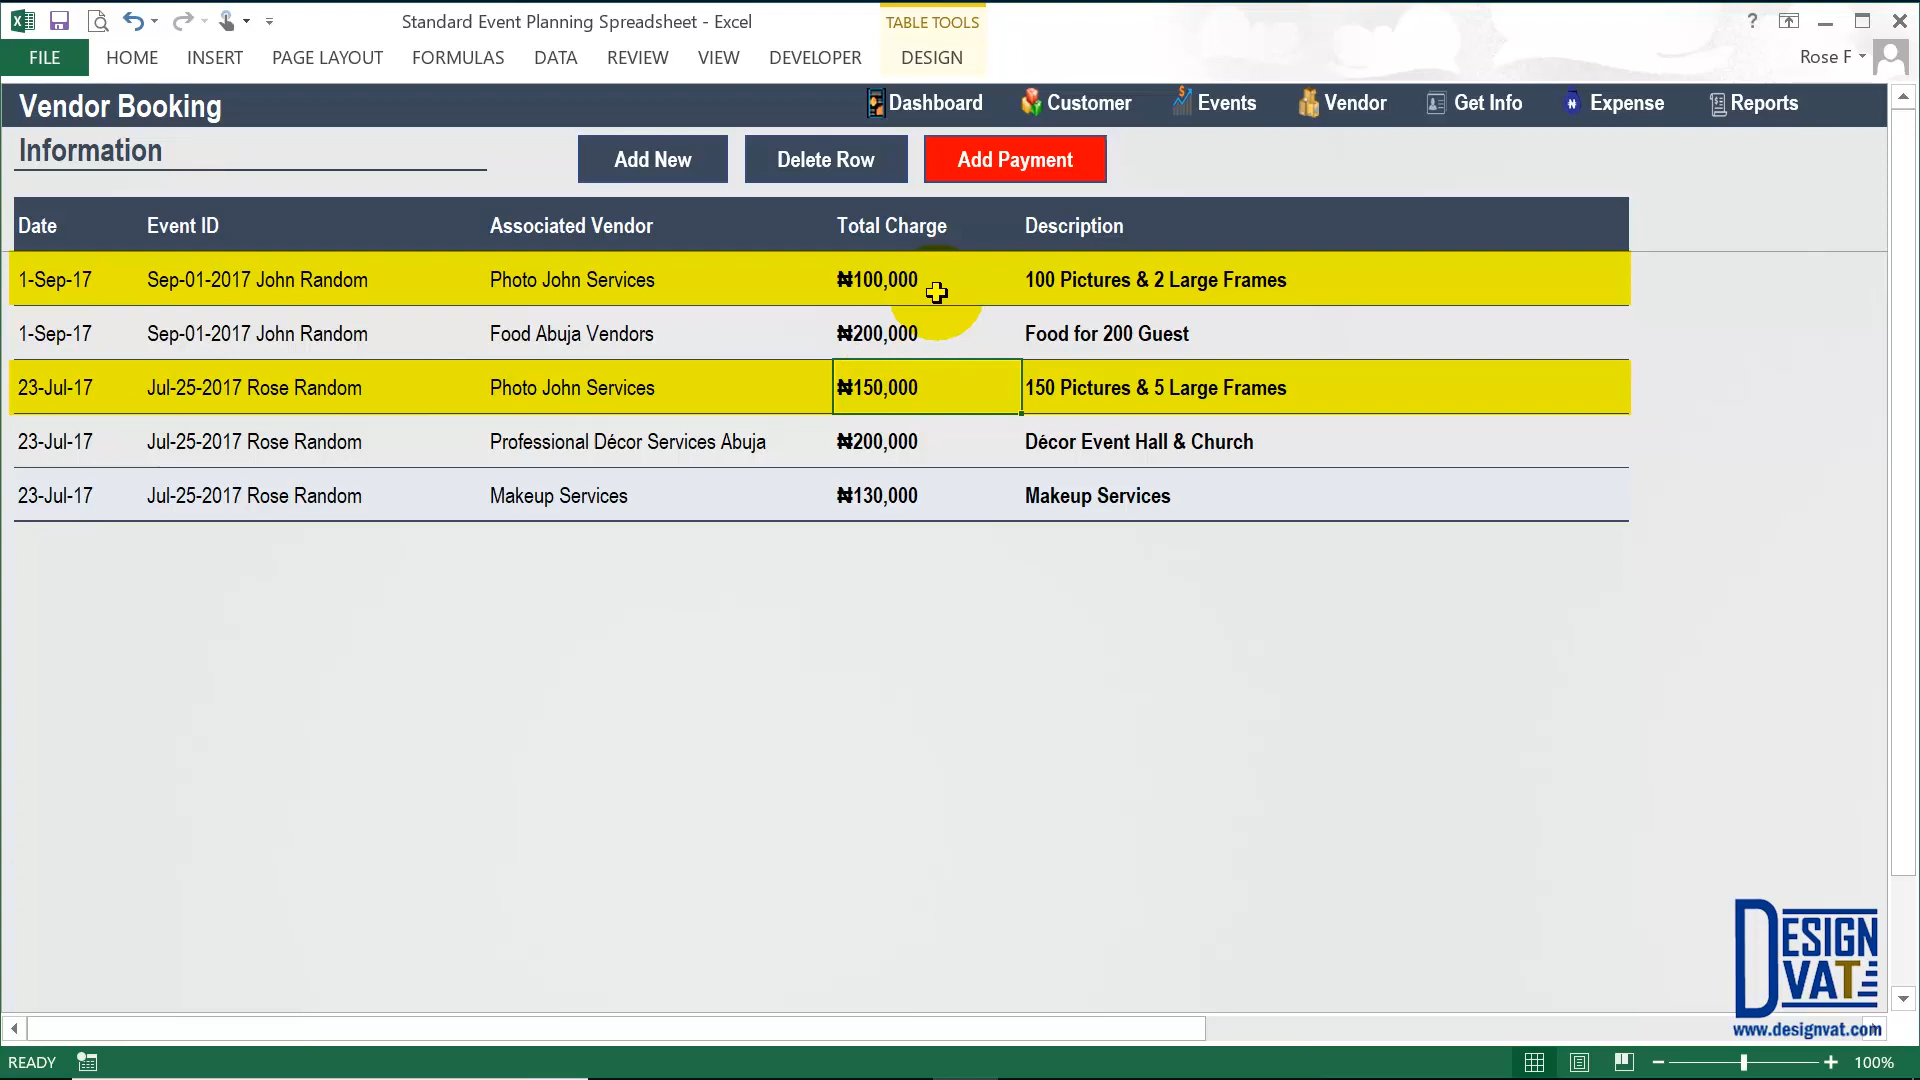 Standard Event Planning Spreadsheet - Excel
TABLE TOOLS
?
FILE HOME INSERT PAGE LAYOUT FORMULAS DATA REVIEW VIEW DEVELOPER DESIGN
Rose F
Vendor Booking
Dashboard Customer Events Vendor Get Info Expense Reports
Information
Add New Delete Row Add Payment
Date Event ID Associated Vendor Total Charge Description
1-Sep-17 Sep-01-2017 John Random Photo John Services ₦100,000 100 Pictures & 2 Large Frames
1-Sep-17 Sep-01-2017 John Random Food Abuja Vendors ₦200,000 Food for 200 Guest
23-Jul-17 Jul-25-2017 Rose Random Photo John Services ₦150,000 150 Pictures & 5 Large Frames
23-Jul-17 Jul-25-2017 Rose Random Professional Décor Services Abuja ₦200,000 Décor Event Hall & Church
23-Jul-17 Jul-25-2017 Rose Random Makeup Services ₦130,000 Makeup Services
DESIGN
VATE
www.designvat.com
READY
100%